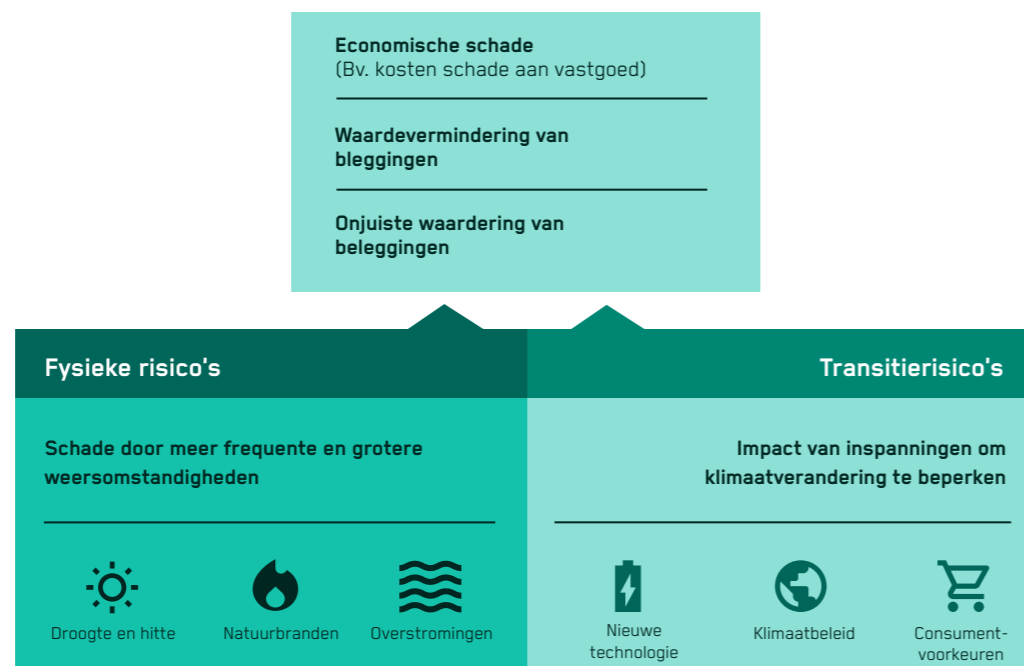 Economische schade
(Bv. kosten schade aan vastgoed)
Waardevermindering van
bleggingen
Onjuiste waardering van
beleggingen
Fysieke risico's
Schade door meer frequente en grotere
weersomstandigheden
Droogte en hitte
Natuurbranden
Overstromingen
Transitierisico's
Impact van inspanningen om
klimaatverandering te beperken
Nieuwe
technologie
Klimaatbeleid
Consument-
voorkeuren